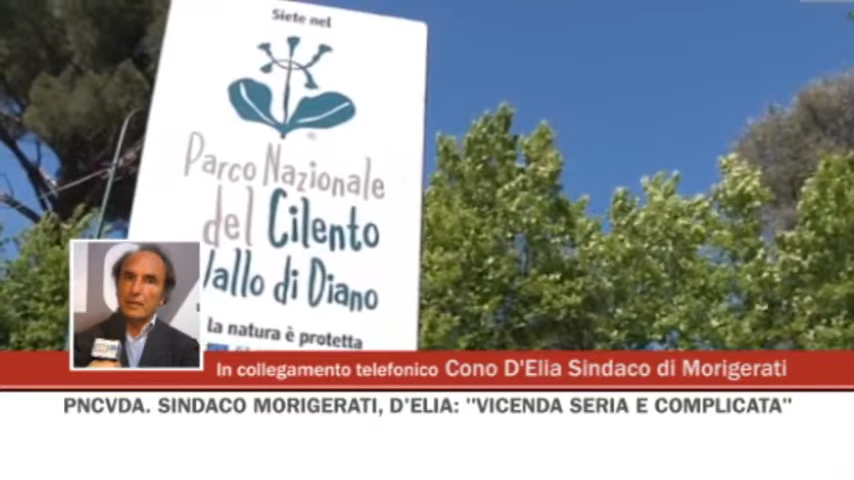 Siete nel
Parco Nazionale
del Cilento
Vallo di Diano
la natura è protetta
In collegamento telefonico Cono D'Elia Sindaco di Morigerati
PNCVDA. SINDACO MORIGERATI, D'ELIA: "VICENDA SERIA E COMPLICATA"